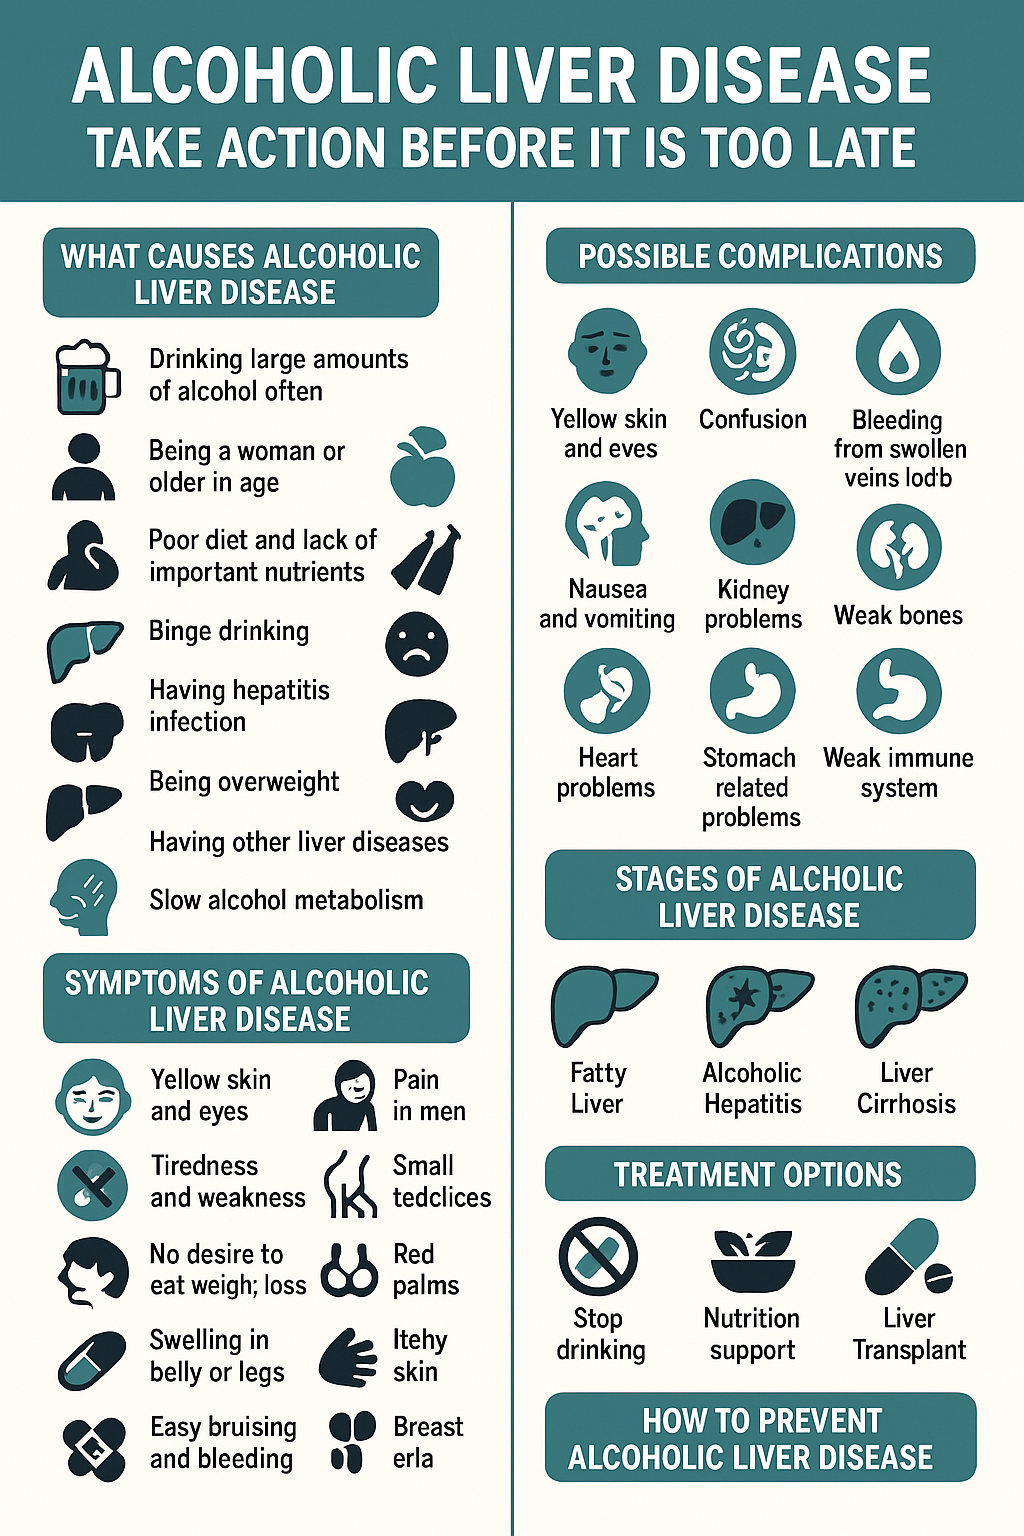 ALCOHOLIC LIVER DISEASE
TAKE ACTION BEFORE IT IS TOO LATE
WHAT CAUSES ALCOHOLIC
LIVER DISEASE
Drinking large amounts
of alcohol often
Being a woman or
older in age
Poor diet and lack of
important nutrients
Binge drinking
Having hepatitis
infection
Being overweight
Having other liver diseases
Slow alcohol metabolism
SYMPTOMS OF ALCOHOLIC
LIVER DISEASE
Yellow skin
and eyes
Pain
in men
Tiredness
and weakness
Small
tedclices
No desire to
eat weigh; loss
Red
palms
Swelling in
belly or legs
Itehy
skin
Easy bruising
and bleeding
Breast
erla
POSSIBLE COMPLICATIONS
Yellow skin
and eves
Confusion
Bleeding
from swollen
veins lod'b
Nausea
and vomiting
Kidney
problems
Weak bones
Heart
problems
Stomach
related
problems
Weak immune
system
STAGES OF ALCHOLIC
LIVER DISEASE
Fatty
Liver
Alcoholic
Hepatitis
Liver
Cirrhosis
TREATMENT OPTIONS
Stop
drinking
Nutrition
support
Liver
Transplant
HOW TO PREVENT
ALCOHOLIC LIVER DISEASE